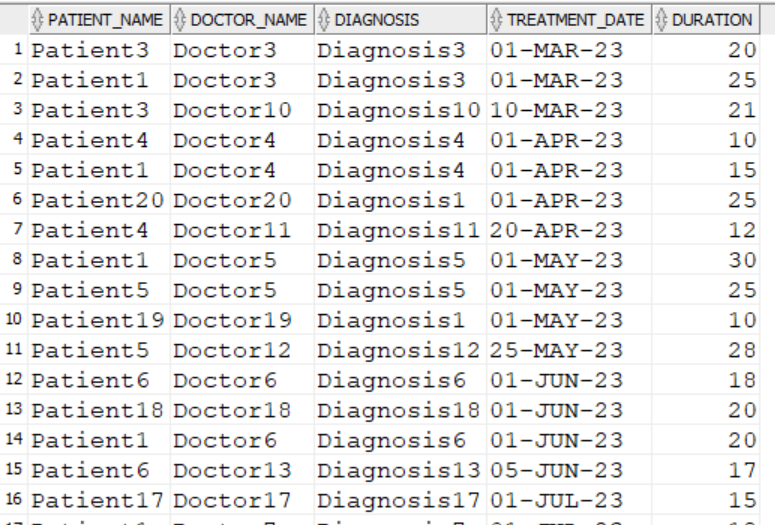 PATIENT_NAME DOCTOR_NAME DIAGNOSIS TREATMENT_DATE DURATION
1 Patient3 Doctor3 Diagnosis3 01-MAR-23 20
2 Patient1 Doctor3 Diagnosis3 01-MAR-23 25
3 Patient3 Doctor10 Diagnosis10 10-MAR-23 21
4 Patient4 Doctor4 Diagnosis4 01-APR-23 10
5 Patient1 Doctor4 Diagnosis4 01-APR-23 15
6 Patient20 Doctor20 Diagnosis1 01-APR-23 25
7 Patient4 Doctor11 Diagnosis11 20-APR-23 12
8 Patient1 Doctor5 Diagnosis5 01-MAY-23 30
9 Patient5 Doctor5 Diagnosis5 01-MAY-23 25
10 Patient19 Doctor19 Diagnosis1 01-MAY-23 10
11 Patient5 Doctor12 Diagnosis12 25-MAY-23 28
12 Patient6 Doctor6 Diagnosis6 01-JUN-23 18
13 Patient18 Doctor18 Diagnosis18 01-JUN-23 20
14 Patient1 Doctor6 Diagnosis6 01-JUN-23 20
15 Patient6 Doctor13 Diagnosis13 05-JUN-23 17
16 Patient17 Doctor17 Diagnosis17 01-JUL-23 15